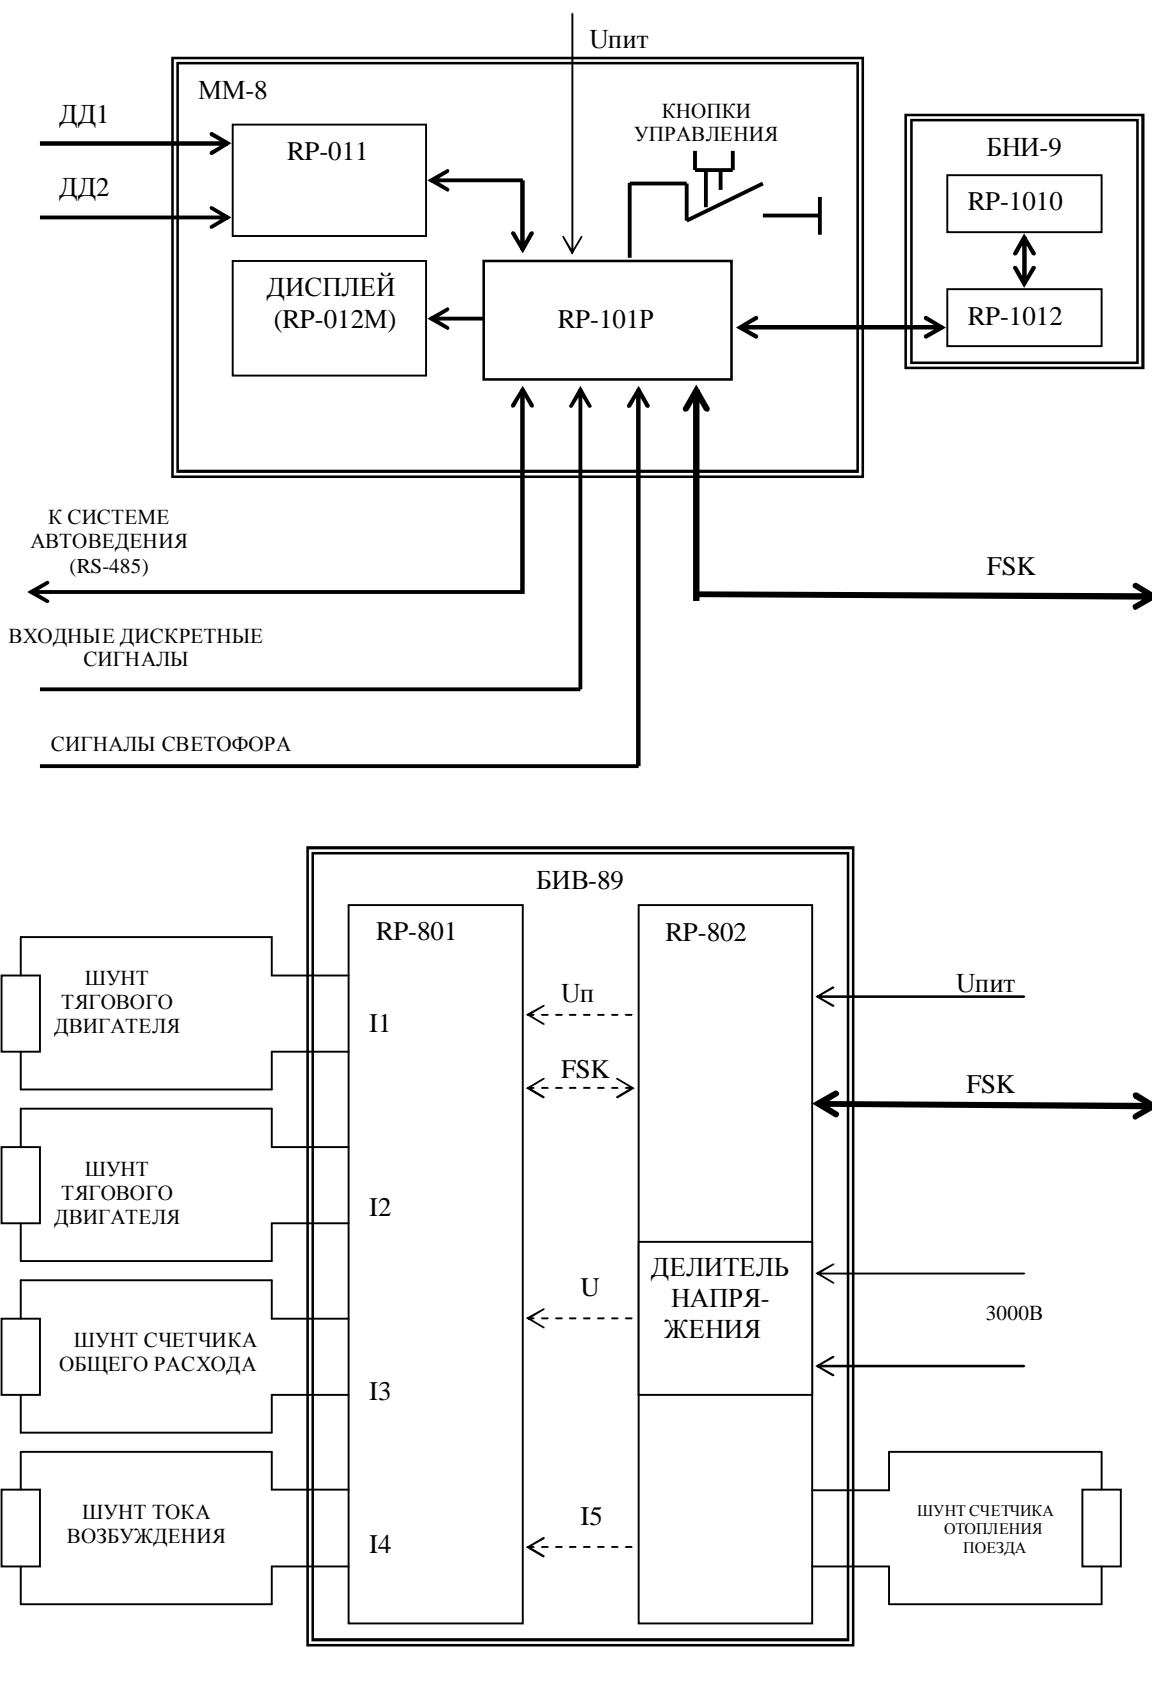 Uпит
ММ-8
ДД1
КНОПКИ
УПРАВЛЕНИЯ
RP-011
БНИ-9
ДД2
RP-1010
ДИСПЛЕЙ
(RP-012М)
RP-101Р
RP-1012
К СИСТЕМЕ
АВТОВЕДЕНИЯ
(RS-485)
FSK
ВХОДНЫЕ ДИСКРЕТНЫЕ
СИГНАЛЫ
СИГНАЛЫ СВЕТОФОРА
БИВ-89
RP-801
RP-802
ШУНТ
ТЯГОВОГО
ДВИГАТЕЛЯ
I1
Uп
Uпит
FSK
FSK
ШУНТ
ТЯГОВОГО
ДВИГАТЕЛЯ
I2
U
ДЕЛИТЕЛЬ
НАПРЯ-
ЖЕНИЯ
3000В
ШУНТ СЧЕТЧИКА
ОБЩЕГО РАСХОДА
I3
ШУНТ ТОКА
ВОЗБУЖДЕНИЯ
I4
I5
ШУНТ СЧЕТЧИКА
ОТОПЛЕНИЯ
ПОЕЗДА